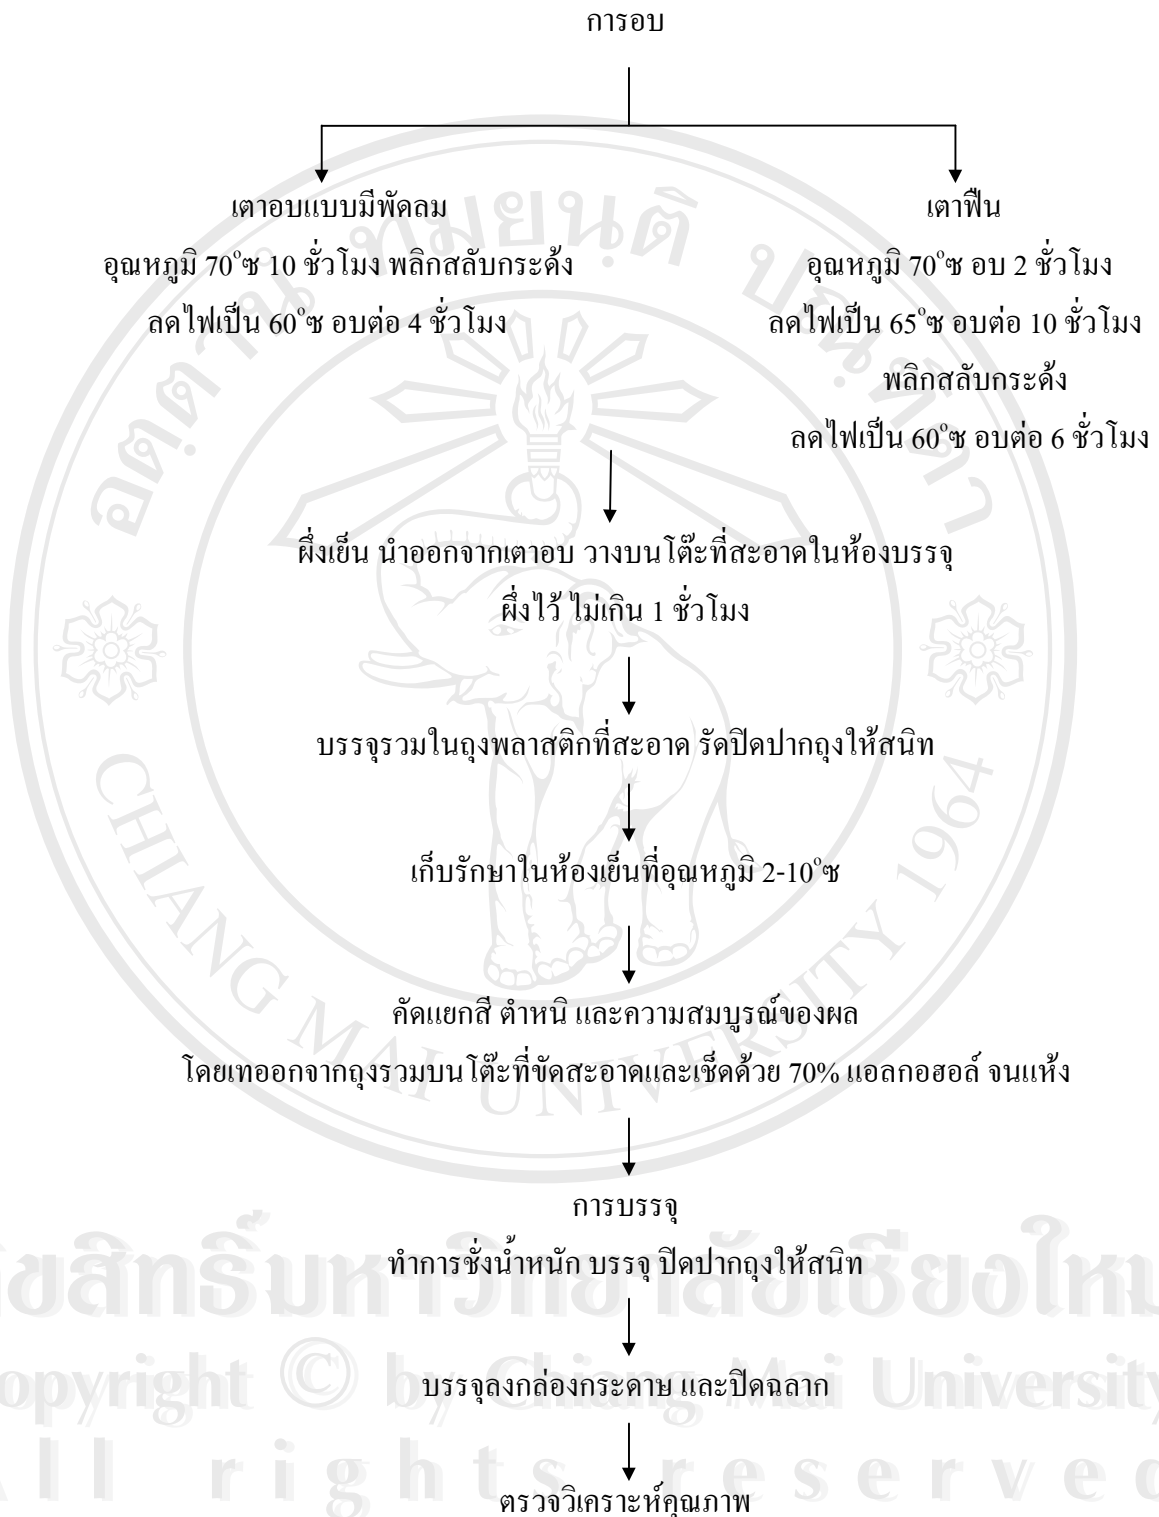 การอบ
เตาอบแบบมีพัดลม
อุณหภูมิ 70°ซ 10 ชั่วโมง พลิกสลับกระด้ง
ลดไฟเป็น 60°ซ อบต่อ 4 ชั่วโมง
เตาฟืน
อุณหภูมิ 70°ซ อบ 2 ชั่วโมง
ลดไฟเป็น 65°ซ อบต่อ 10 ชั่วโมง
พลิกสลับกระด้ง
ลดไฟเป็น 60°ซ อบต่อ 6 ชั่วโมง
ผึ่งเย็น นำออกจากเตาอบ วางบนโต๊ะที่สะอาดในห้องบรรจุ
ผึ่งไว้ ไม่เกิน 1 ชั่วโมง
บรรจุรวมในถุงพลาสติกที่สะอาด รัดปิดปากถุงให้สนิท
เก็บรักษาในห้องเย็นที่อุณหภูมิ 2-10°ซ
คัดแยกสี ตำหนิ และความสมบูรณ์ของผล
โดยเทออกจากถุงรวมบนโต๊ะที่ขัดสะอาดและเช็ดด้วย 70% แอลกอฮอล์ จนแห้ง
การบรรจุ
ทำการชั่งน้ำหนัก บรรจุ ปิดปากถุงให้สนิท
บรรจุลงกล่องกระดาษ และปิดฉลาก
ตรวจวิเคราะห์คุณภาพ
อตฺตานํ ทมยนฺติ ปณฺฑิตา
CHIANG MAI UNIVERSITY 1964
ขสิทธิ์มหาวิทยาลัยเชียงใหม
opyright © by Chiang Mai University
All rights reserved